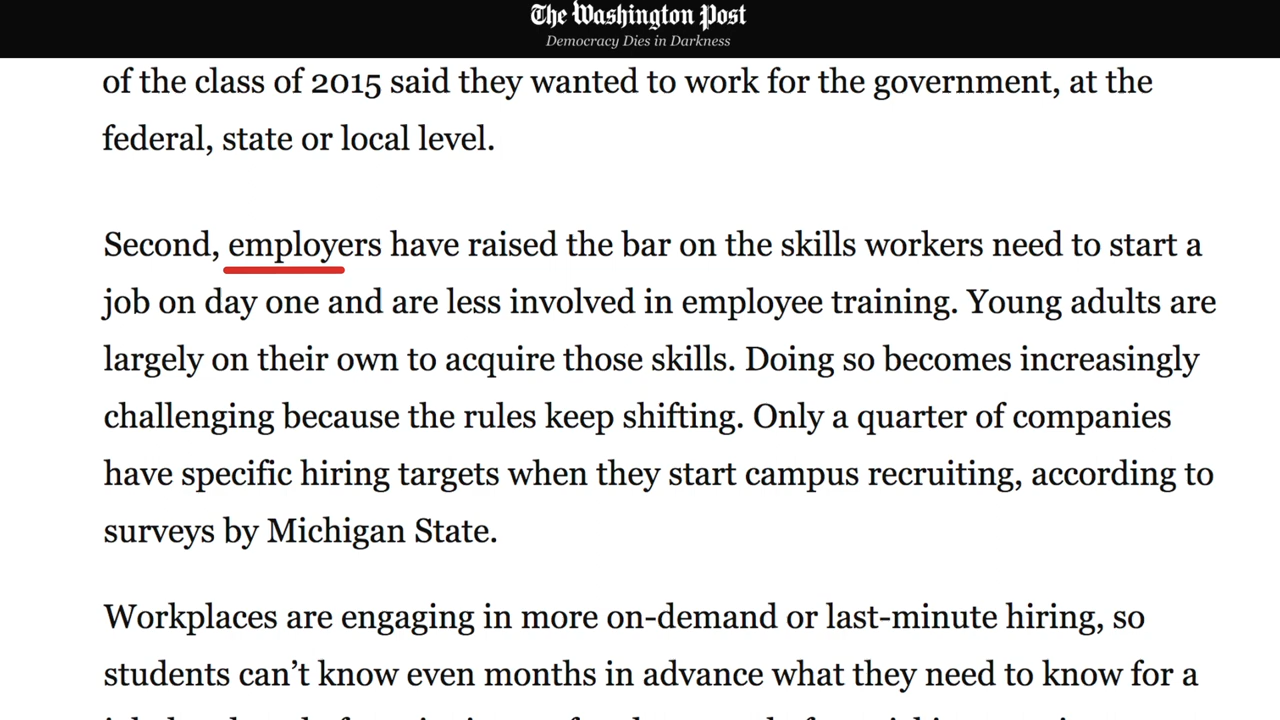 The Washington Post
Democracy Dies in Darkness
of the class of 2015 said they wanted to work for the government, at the
federal, state or local level.
Second, employers have raised the bar on the skills workers need to start a
job on day one and are less involved in employee training. Young adults are
largely on their own to acquire those skills. Doing so becomes increasingly
challenging because the rules keep shifting. Only a quarter of companies
have specific hiring targets when they start campus recruiting, according to
surveys by Michigan State.
Workplaces are engaging in more on-demand or last-minute hiring, so
students can’t know even months in advance what they need to know for a